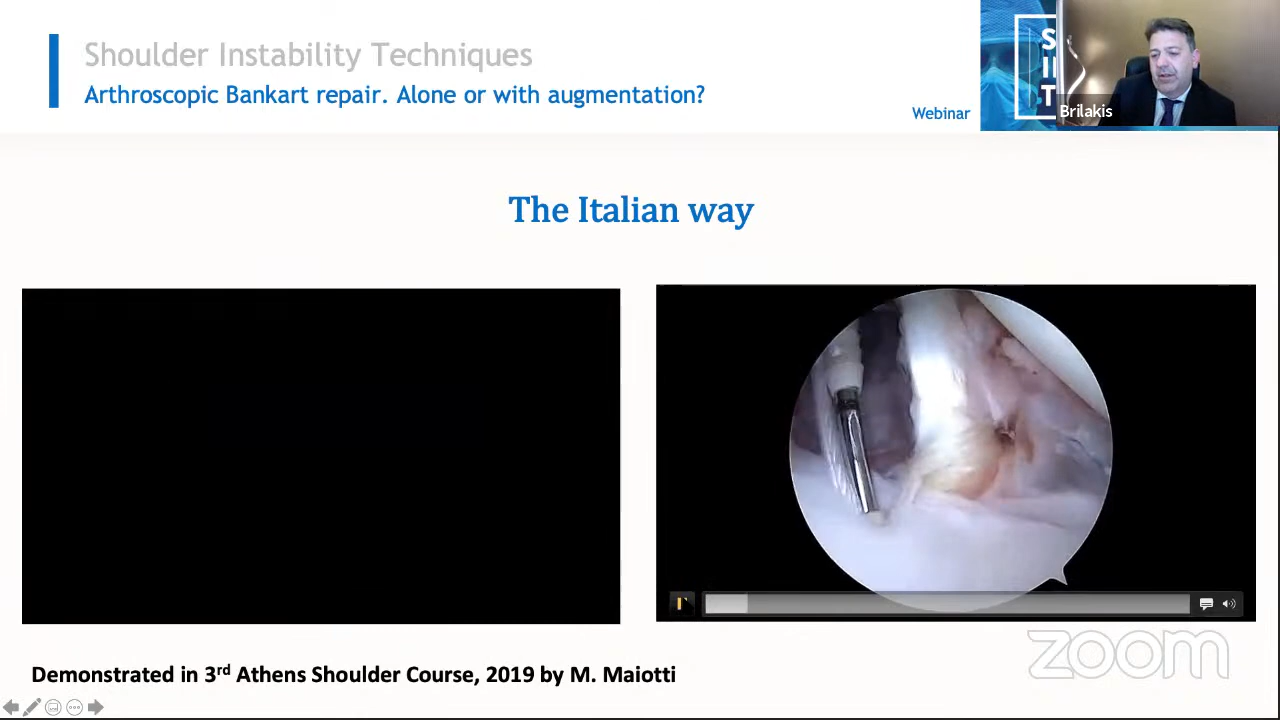 Shoulder Instability Techniques
Arthroscopic Bankart repair. Alone or with augmentation?
Webinar
S
I
T
Brilakis
The Italian way
Demonstrated in 3rd Athens Shoulder Course, 2019 by M. Maiotti
zoom